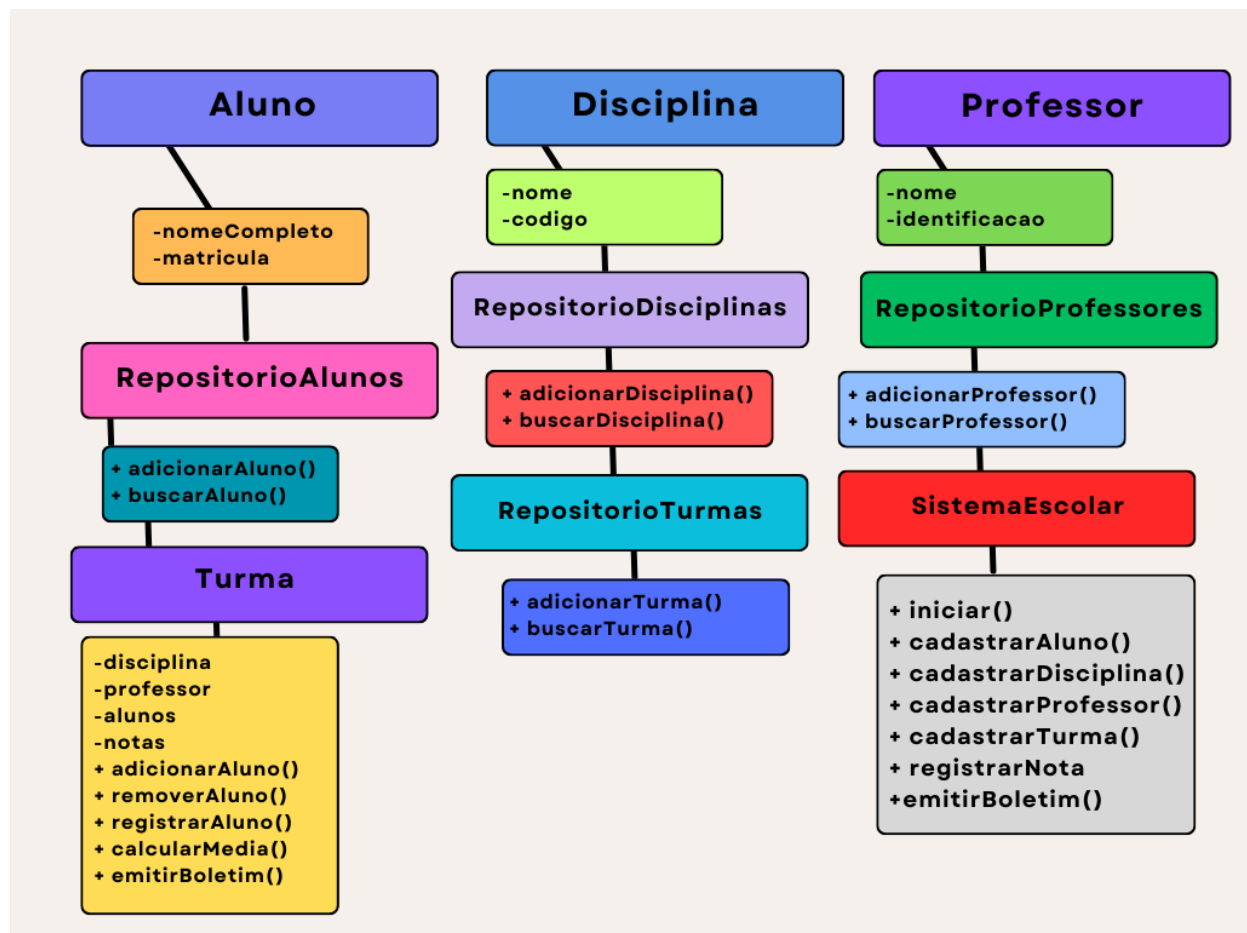 Aluno
-nomeCompleto
-matricula
RepositorioAlunos
+ adicionarAluno()
+ buscarAluno()
Turma
-disciplina
-professor
-alunos
-notas
+ adicionarAluno()
+ removerAluno()
+ registrarAluno()
+ calcularMedia()
+ emitirBoletim()
Disciplina
-nome
-codigo
RepositorioDisciplinas
+ adicionarDisciplina()
+ buscarDisciplina()
RepositorioTurmas
+ adicionarTurma()
+ buscarTurma()
Professor
-nome
-identificacao
RepositorioProfessores
+ adicionarProfessor()
+ buscarProfessor()
SistemaEscolar
+ iniciar()
+ cadastrarAluno()
+ cadastrarDisciplina()
+ cadastrarProfessor()
+ cadastrarTurma()
+ registrarNota
+emitirBoletim()